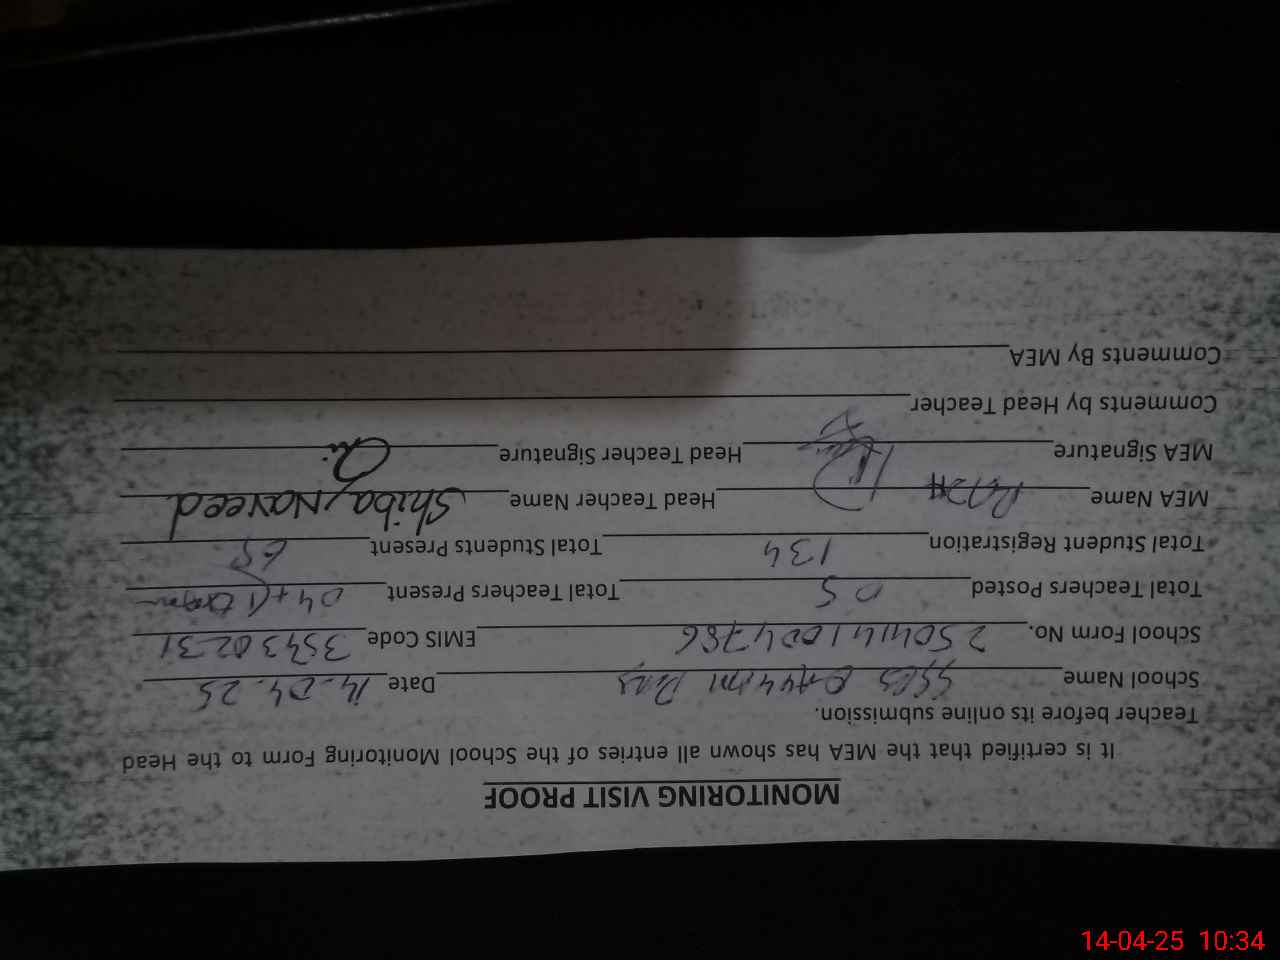 MONITORING VISIT PROOF
It is certified that the MEA has shown all entries of the School Monitoring Form to the Head
Teacher before its online submission.
School Name Date 14.04.25
School Form No. 2504141004786 EMIS Code 35430231
Total Teachers Posted 05 Total Teachers Present 04+
Total Student Registration 134 Total Students Present
MEA Name Head Teacher Name Shiba Naveed
MEA Signature Head Teacher Signature
Comments by Head Teacher
Comments By MEA
14-04-25 10:34